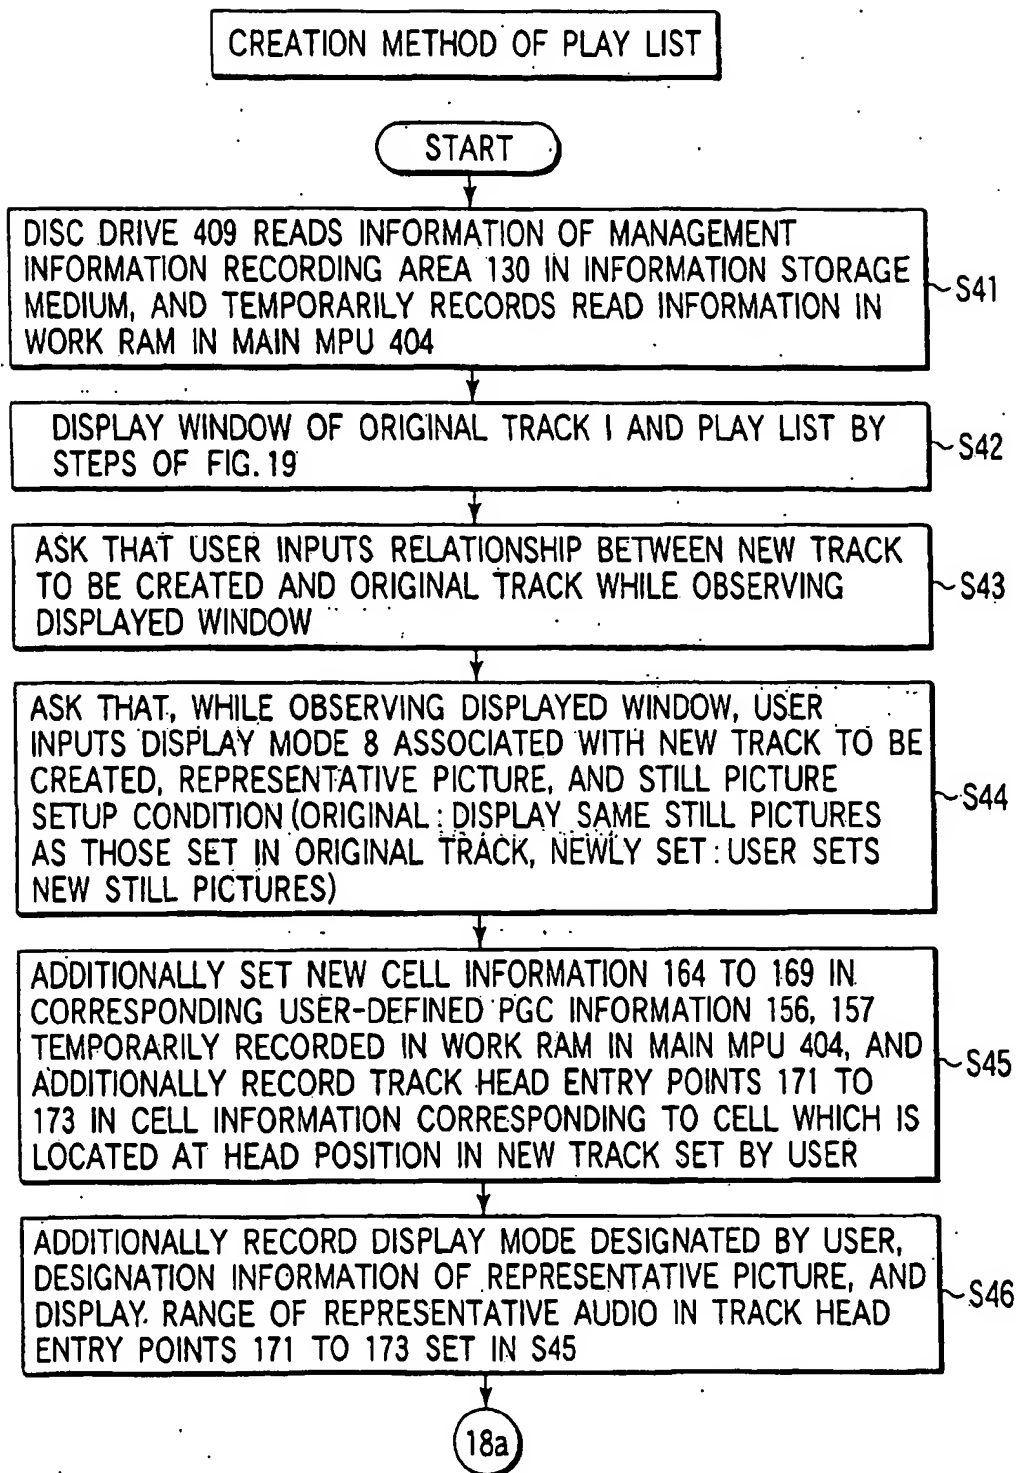 CREATION METHOD OF PLAY LIST
START
DISC DRIVE 409 READS INFORMATION OF MANAGEMENT
INFORMATION RECORDING AREA 130 IN INFORMATION STORAGE
MEDIUM, AND TEMPORARILY RECORDS READ INFORMATION IN
WORK RAM IN MAIN MPU 404
S41
DISPLAY WINDOW OF ORIGINAL TRACK I AND PLAY LIST BY
STEPS OF FIG. 19
S42
ASK THAT USER INPUTS RELATIONSHIP BETWEEN NEW TRACK
TO BE CREATED AND ORIGINAL TRACK WHILE OBSERVING
DISPLAYED WINDOW
S43
ASK THAT, WHILE OBSERVING DISPLAYED WINDOW, USER
INPUTS DISPLAY MODE 8 ASSOCIATED WITH NEW TRACK TO BE
CREATED, REPRESENTATIVE PICTURE, AND STILL PICTURE
SETUP CONDITION (ORIGINAL : DISPLAY SAME STILL PICTURES
AS THOSE SET IN ORIGINAL TRACK, NEWLY SET : USER SETS
NEW STILL PICTURES)
S44
ADDITIONALLY SET NEW CELL INFORMATION 164 TO 169 IN
CORRESPONDING USER-DEFINED PGC INFORMATION 156, 157
TEMPORARILY RECORDED IN WORK RAM IN MAIN MPU 404, AND
ADDITIONALLY RECORD TRACK HEAD ENTRY POINTS 171 TO
173 IN CELL INFORMATION CORRESPONDING TO CELL WHICH IS
LOCATED AT HEAD POSITION IN NEW TRACK SET BY USER
S45
ADDITIONALLY RECORD DISPLAY MODE DESIGNATED BY USER,
DESIGNATION INFORMATION OF REPRESENTATIVE PICTURE, AND
DISPLAY RANGE OF REPRESENTATIVE AUDIO IN TRACK HEAD
ENTRY POINTS 171 TO 173 SET IN S45
S46
18a